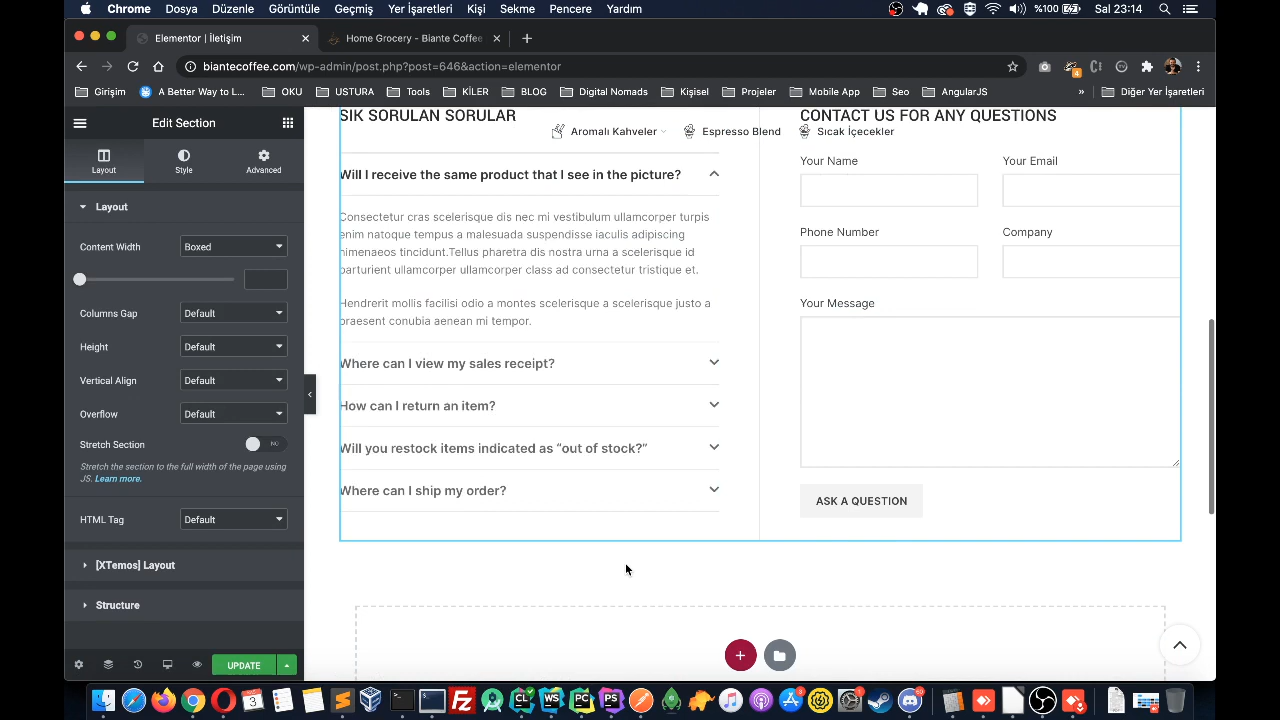 Chrome Dosya Düzenle Görüntüle Geçmiş Yer İşaretleri Kişi Sekme Pencere Yardım %100 Sal 23:14
Elementor | İletişim Home Grocery - Biante Coffee
biantecoffee.com/wp-admin/post.php?post=646&action=elementor
Girişim A Better Way to L... OKU USTURA Tools KİLER BLOG Digital Nomads Kişisel Projeler Mobile App Seo AngularJS » Diğer Yer İşaretleri
Edit Section
Layout Style Advanced
Layout
Content Width Boxed
Columns Gap Default
Height Default
Vertical Align Default
Overflow Default
Stretch Section NO
Stretch the section to the full width of the page using
JS. Learn more.
HTML Tag Default
[XTemos] Layout
Structure
UPDATE
Aromalı Kahveler Espresso Blend Sıcak İçecekler
SIK SORULAN SORULAR
Will I receive the same product that I see in the picture?
Consectetur cras scelerisque dis nec mi vestibulum ullamcorper turpis
enim natoque tempus a malesuada suspendisse iaculis adipiscing
himenaeos tincidunt.Tellus pharetra dis nostra urna a scelerisque id
parturient ullamcorper ullamcorper class ad consectetur tristique et.
Hendrerit mollis facilisi odio a montes scelerisque a scelerisque justo a
praesent conubia aenean mi tempor.
Where can I view my sales receipt?
How can I return an item?
Will you restock items indicated as “out of stock?”
Where can I ship my order?
CONTACT US FOR ANY QUESTIONS
Your Name Your Email
Phone Number Company
Your Message
ASK A QUESTION